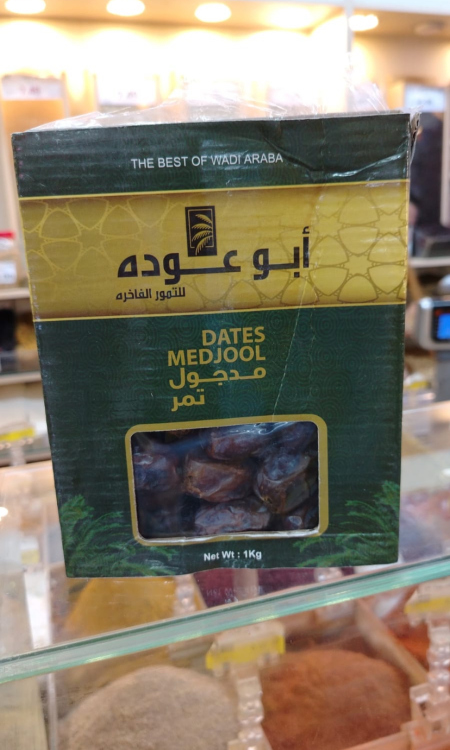 THE BEST OF WADI ARABA
أبو عوده
للتمور الفاخره
DATES
MEDJOOL
مدجول
تمر
Net Wt : 1Kg